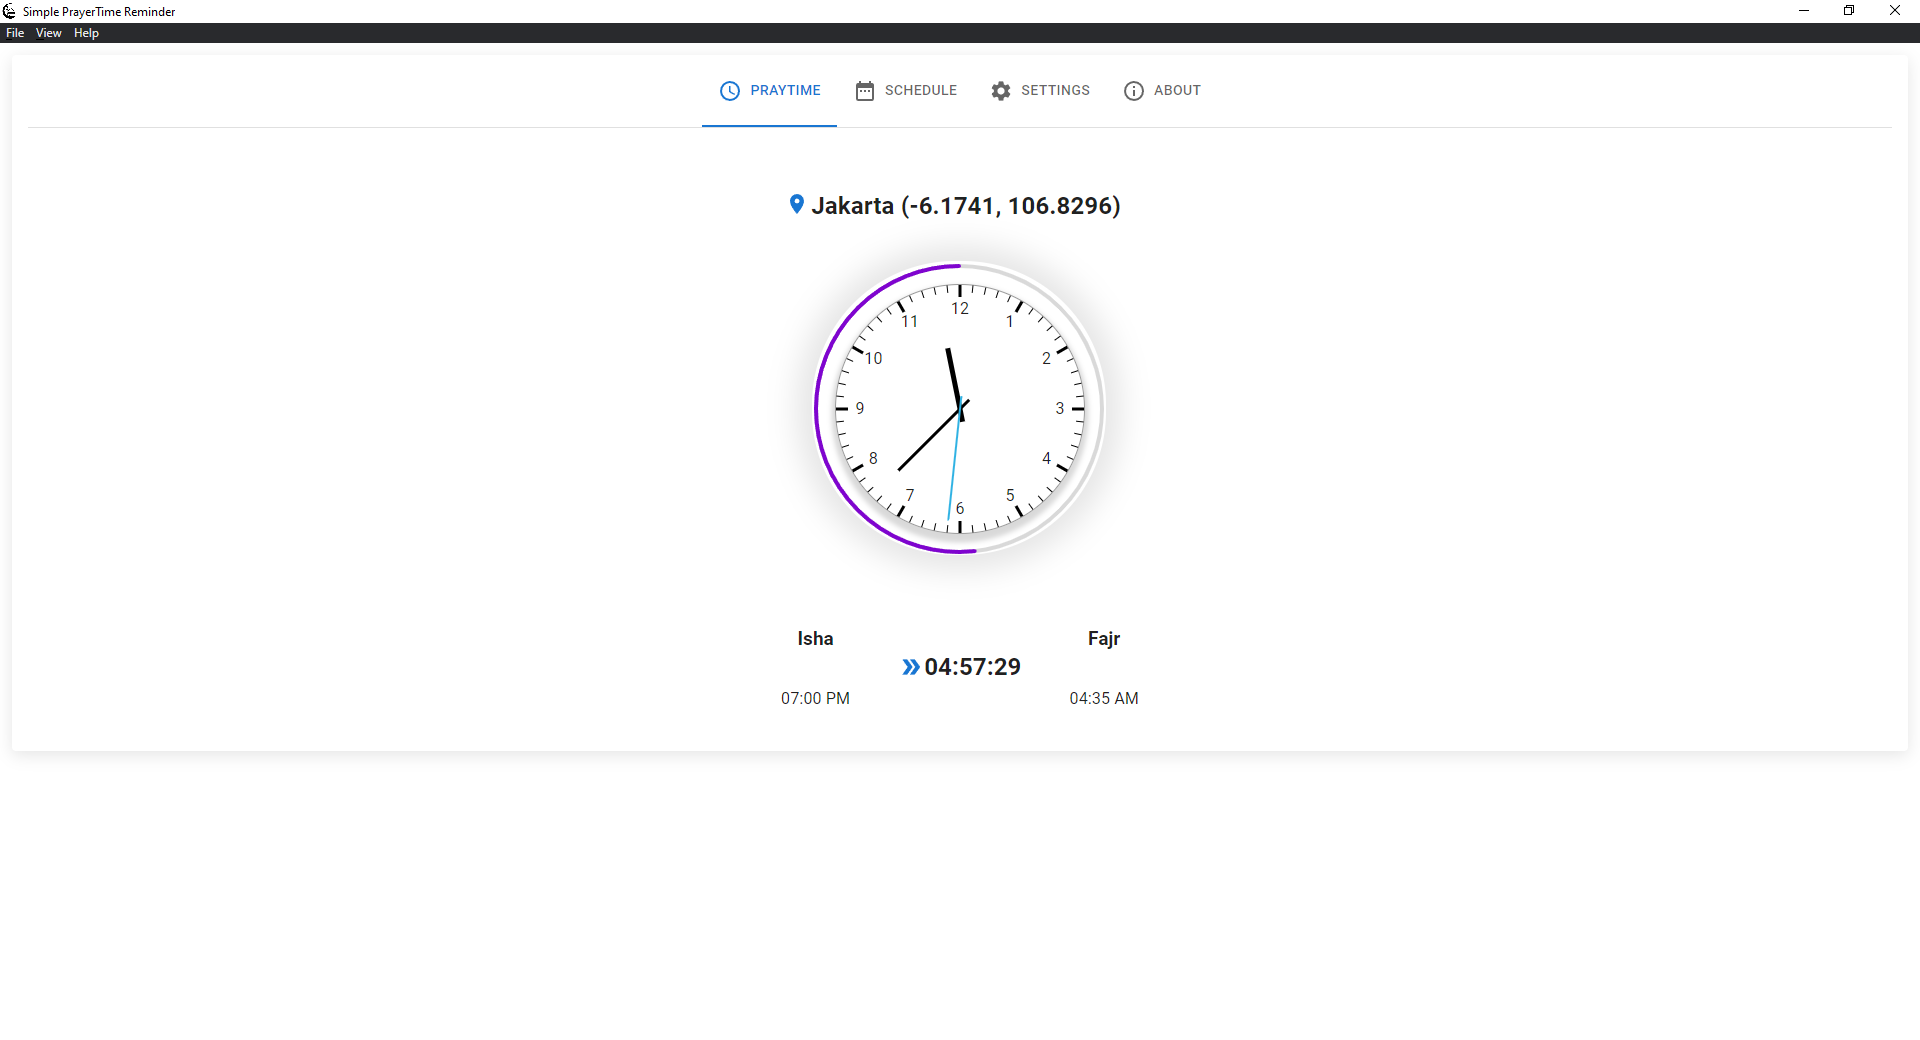 Simple PrayerTime Reminder
File View Help
PRAYTIME SCHEDULE SETTINGS ABOUT
Jakarta (-6.1741, 106.8296)
12
11 1
10 2
9 3
8 4
7 5
6
Isha Fajr
04:57:29
07:00 PM 04:35 AM